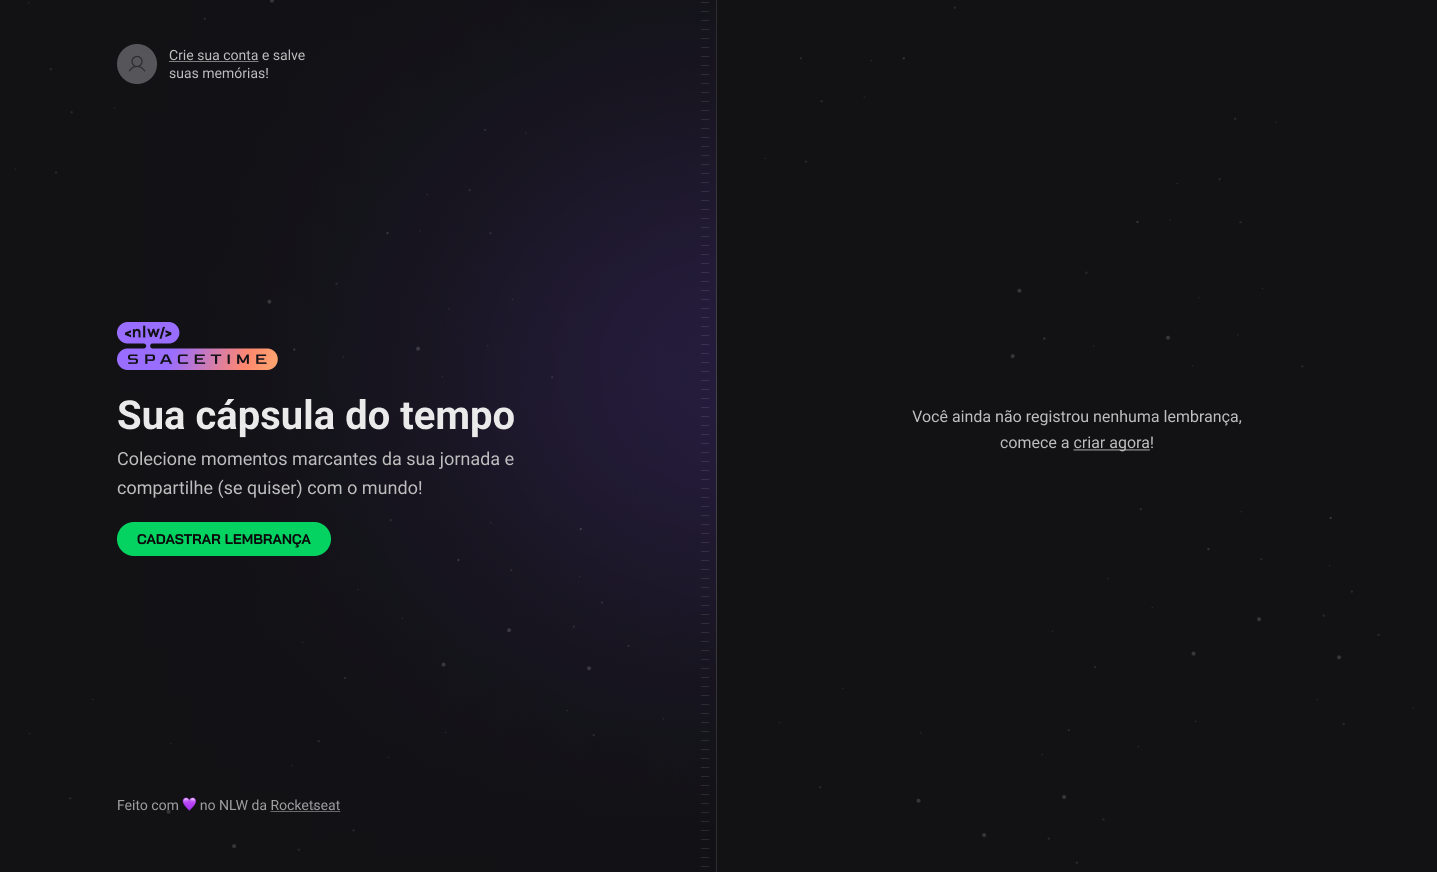 Crie sua conta e salve
suas memórias!
<nlw/>
SPACETIME
Sua cápsula do tempo
Colecione momentos marcantes da sua jornada e
compartilhe (se quiser) com o mundo!
CADASTRAR LEMBRANÇA
Feito com 💜 no NLW da Rocketseat
Você ainda não registrou nenhuma lembrança,
comece a criar agora!